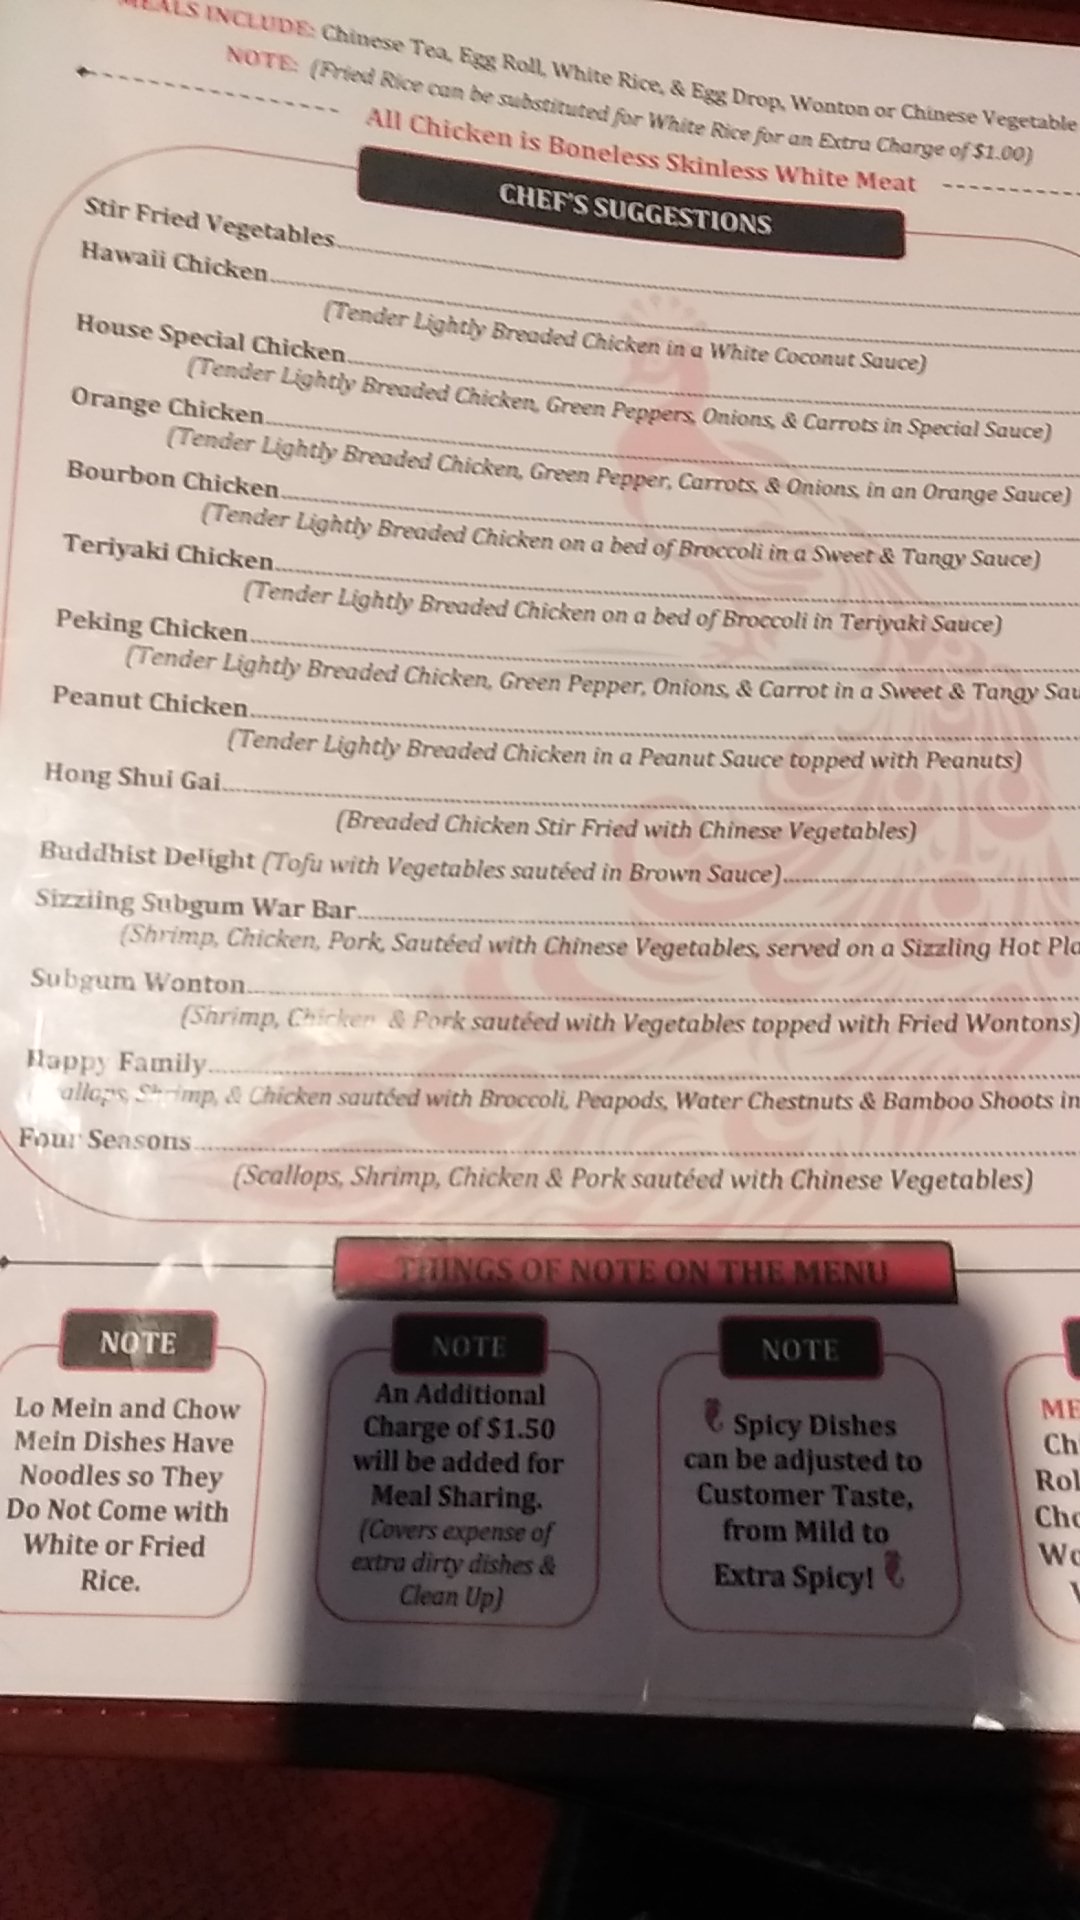 MEALS INCLUDE: Chinese Tea, Egg Roll, White Rice, & Egg Drop, Wonton or Chinese Vegetable
NOTE: (Fried Rice can be substituted for White Rice for an Extra Charge of $1.00)
All Chicken is Boneless Skinless White Meat
CHEF'S SUGGESTIONS
Stir Fried Vegetables
Hawaii Chicken
(Tender Lightly Breaded Chicken in a White Coconut Sauce)
House Special Chicken
(Tender Lightly Breaded Chicken, Green Peppers, Onions, & Carrots in Special Sauce)
Orange Chicken
(Tender Lightly Breaded Chicken, Green Pepper, Carrots, & Onions, in an Orange Sauce)
Bourbon Chicken
(Tender Lightly Breaded Chicken on a bed of Broccoli in a Sweet & Tangy Sauce)
Teriyaki Chicken
(Tender Lightly Breaded Chicken on a bed of Broccoli in Teriyaki Sauce)
Peking Chicken
(Tender Lightly Breaded Chicken, Green Pepper, Onions, & Carrot in a Sweet & Tangy Sau
Peanut Chicken
(Tender Lightly Breaded Chicken in a Peanut Sauce topped with Peanuts)
Hong Shui Gai
(Breaded Chicken Stir Fried with Chinese Vegetables)
Buddhist Delight (Tofu with Vegetables sautéed in Brown Sauce)
Sizzling Subgum War Bar
(Shrimp, Chicken, Pork, Sautéed with Chinese Vegetables, served on a Sizzling Hot Pla
Subgum Wonton
(Shrimp, Chicken & Pork sautéed with Vegetables topped with Fried Wontons)
Happy Family
allops, Shrimp, & Chicken sautéed with Broccoli, Peapods, Water Chestnuts & Bamboo Shoots in
Four Seasons
(Scallops, Shrimp, Chicken & Pork sautéed with Chinese Vegetables)
THINGS OF NOTE ON THE MENU
NOTE
Lo Mein and Chow
Mein Dishes Have
Noodles so They
Do Not Come with
White or Fried
Rice.
NOTE
An Additional
Charge of $1.50
will be added for
Meal Sharing.
(Covers expense of
extra dirty dishes &
Clean Up)
NOTE
Spicy Dishes
can be adjusted to
Customer Taste,
from Mild to
Extra Spicy!
ME
Ch
Rol
Cho
Wo